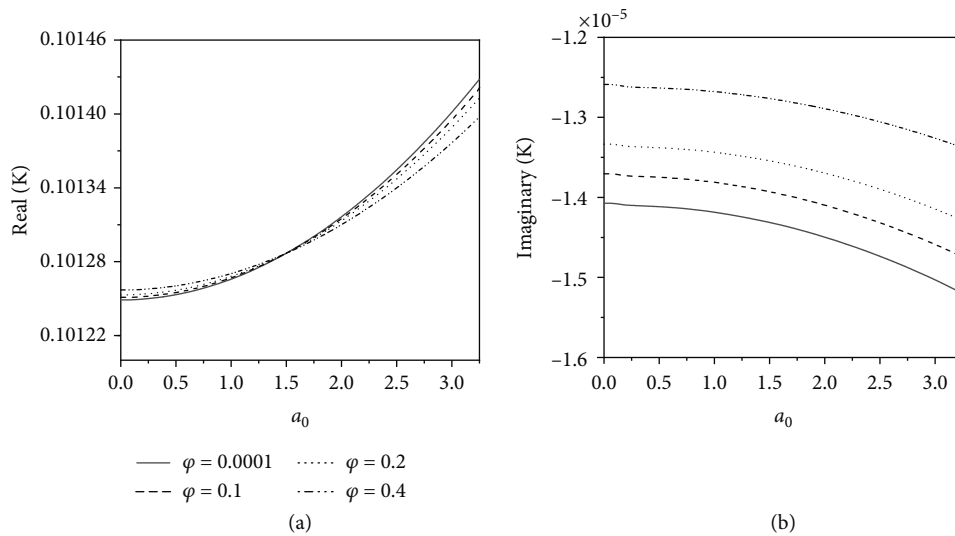 0.10146
0.10140
0.10134
0.10128
0.10122
Real (K)
0.0 0.5 1.0 1.5 2.0 2.5 3.0
a₀
×10⁻⁵
−1.2
−1.3
−1.4
−1.5
−1.6
Imaginary (K)
0.0 0.5 1.0 1.5 2.0 2.5 3.0
a₀
φ = 0.0001 φ = 0.2
φ = 0.1 φ = 0.4
(a) (b)